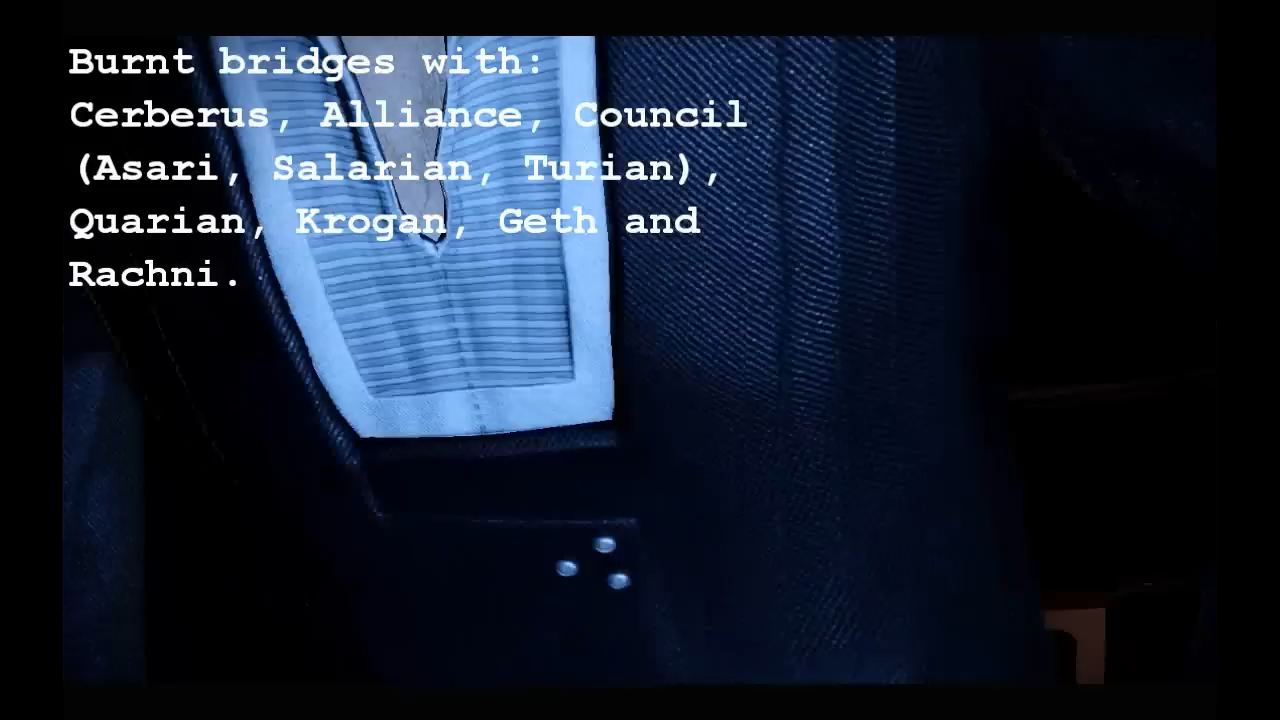 Burnt bridges with:
Cerberus, Alliance, Council
(Asari, Salarian, Turian),
Quarian, Krogan, Geth and
Rachni.